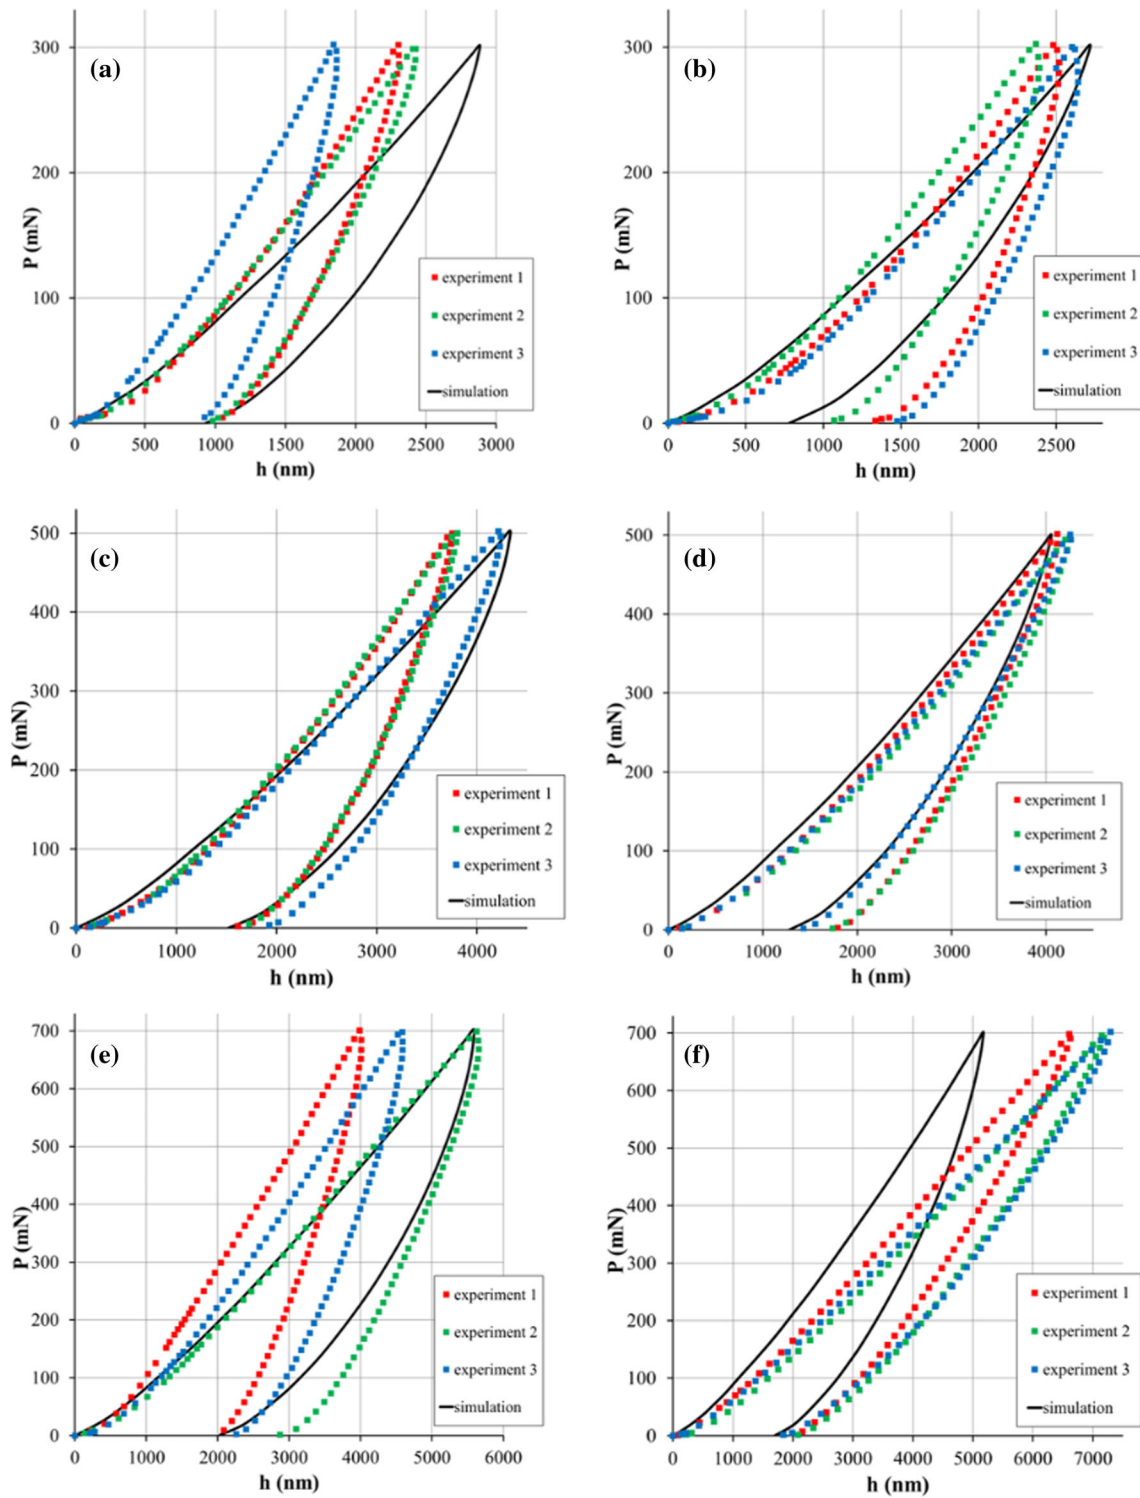 (a)
P (mN)
300
200
100
0
0 500 1000 1500 2000 2500 3000
h (nm)
experiment 1
experiment 2
experiment 3
simulation
(b)
P (mN)
300
200
100
0
0 500 1000 1500 2000 2500
h (nm)
experiment 1
experiment 2
experiment 3
simulation
(c)
P (mN)
500
400
300
200
100
0
0 1000 2000 3000 4000
h (nm)
experiment 1
experiment 2
experiment 3
simulation
(d)
P (mN)
500
400
300
200
100
0
0 1000 2000 3000 4000
h (nm)
experiment 1
experiment 2
experiment 3
simulation
(e)
P (mN)
700
600
500
400
300
200
100
0
0 1000 2000 3000 4000 5000 6000
h (nm)
experiment 1
experiment 2
experiment 3
simulation
(f)
P (mN)
700
600
500
400
300
200
100
0
0 1000 2000 3000 4000 5000 6000 7000
h (nm)
experiment 1
experiment 2
experiment 3
simulation